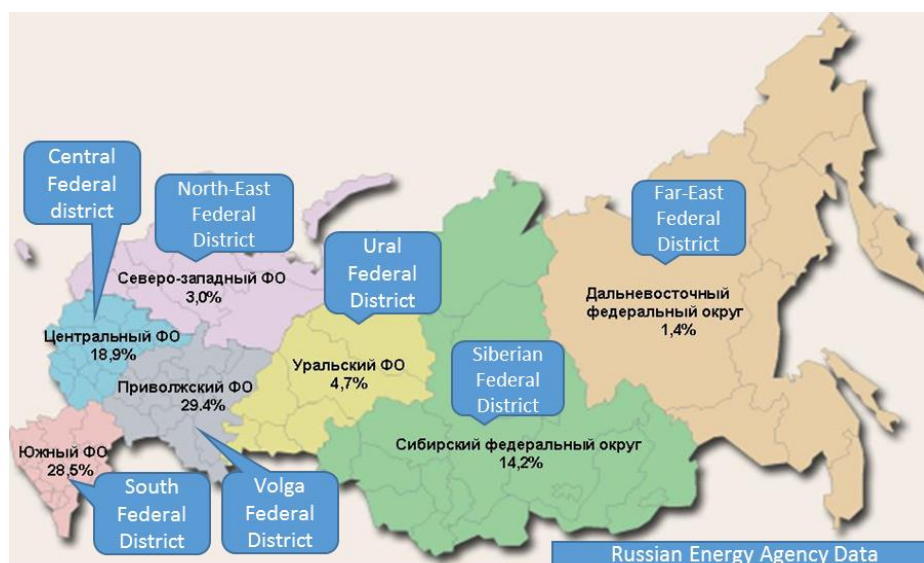 Central
Federal
district
North-East
Federal
District
Ural
Federal
District
Far-East
Federal
District
Северо-западный ФО
3,0%
Дальневосточный
федеральный округ
1,4%
Центральный ФО
18,9%
Уральский ФО
4,7%
Siberian
Federal
District
Приволжский ФО
29.4%
Сибирский федеральный округ
14,2%
Южный ФО
28,5%
South
Federal
District
Volga
Federal
District
Russian Energy Agency Data